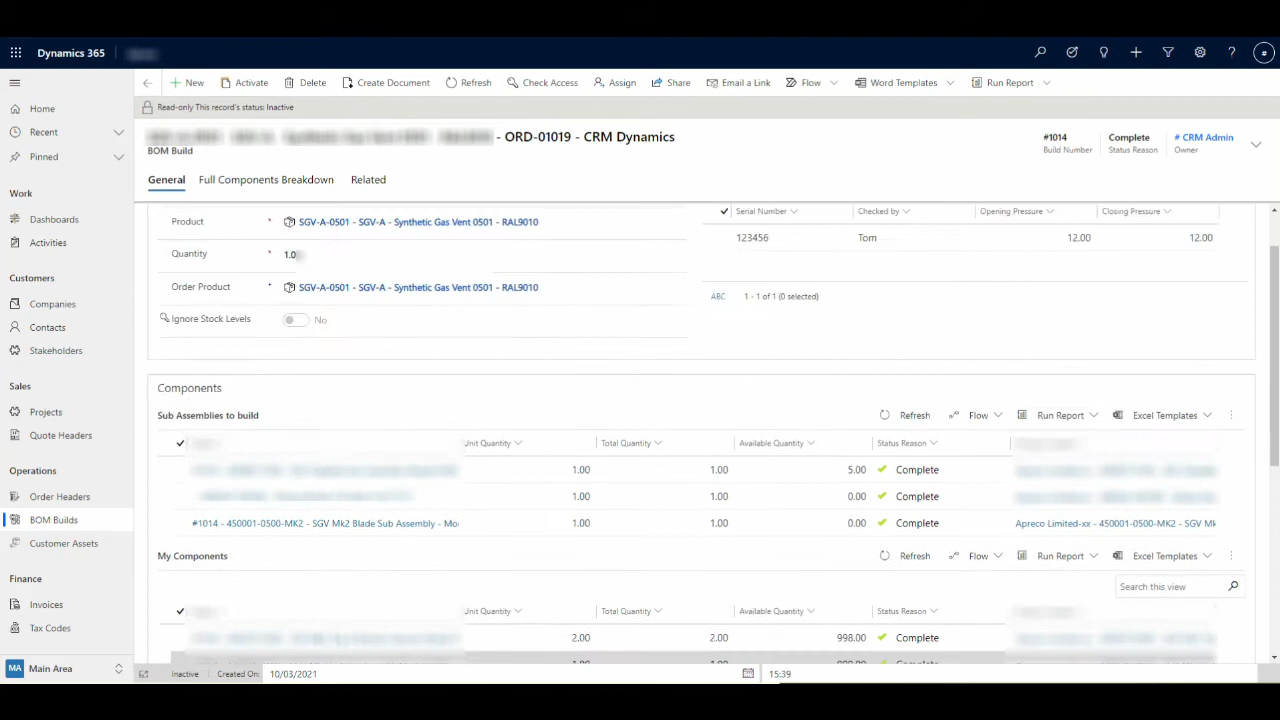 Dynamics 365
New Activate Delete Create Document Refresh Check Access Assign Share Email a Link Flow Word Templates Run Report
Read-only This record's status: Inactive
- ORD-01019 - CRM Dynamics
BOM Build
#1014
Build Number
Complete
Status Reason
# CRM Admin
Owner
General Full Components Breakdown Related
Home
Recent
Pinned
Work
Dashboards
Activities
Customers
Companies
Contacts
Stakeholders
Sales
Projects
Quote Headers
Operations
Order Headers
BOM Builds
Customer Assets
Finance
Invoices
Tax Codes
MA Main Area
Product * SGV-A-0501 - SGV-A - Synthetic Gas Vent 0501 - RAL9010
Quantity * 1.0
Order Product * SGV-A-0501 - SGV-A - Synthetic Gas Vent 0501 - RAL9010
Ignore Stock Levels No
Serial Number Checked by Opening Pressure Closing Pressure
123456 Tom 12.00 12.00
ABC 1 - 1 of 1 (0 selected)
Components
Sub Assemblies to build Refresh Flow Run Report Excel Templates
Unit Quantity Total Quantity Available Quantity Status Reason
1.00 1.00 5.00 Complete
1.00 1.00 0.00 Complete
#1014 - 450001-0500-MK2 - SGV Mk2 Blade Sub Assembly - Mo 1.00 1.00 0.00 Complete Apreco Limited-xx - 450001-0500-MK2 - SGV Mk
My Components Refresh Flow Run Report Excel Templates
Search this view
Unit Quantity Total Quantity Available Quantity Status Reason
2.00 2.00 998.00 Complete
Inactive Created On: 10/03/2021 15:39